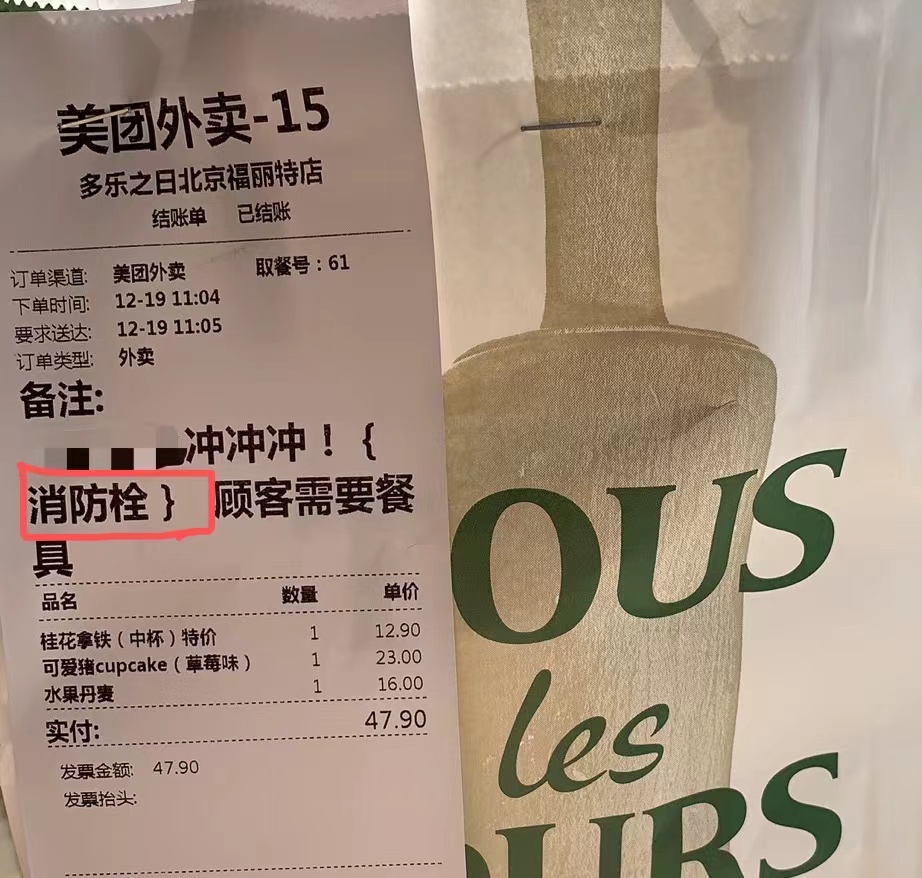 美团外卖-15
多乐之日北京福丽特店
结账单 已结账
订单渠道: 美团外卖 取餐号：61
下单时间: 12-19 11:04
要求送达: 12-19 11:05
订单类型: 外卖
备注:
冲冲冲！{
消防栓 } 顾客需要餐
具
品名 数量 单价
桂花拿铁（中杯）特价 1 12.90
可爱猪cupcake（草莓味） 1 23.00
水果丹麦 1 16.00
实付: 47.90
发票金额: 47.90
发票抬头:
OUS
les
OURS